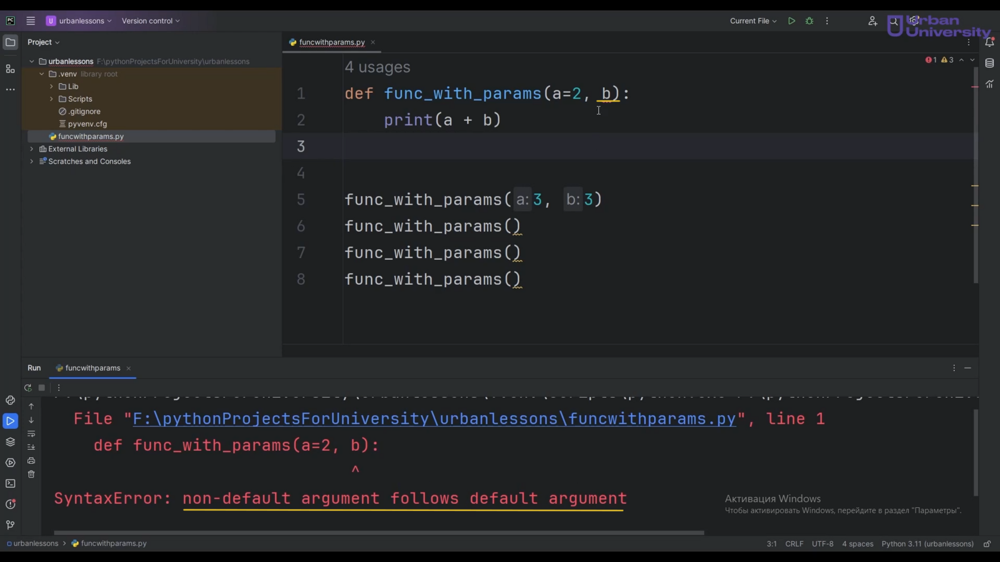 urbanlessons
Version control
Current File
Urban
University
Project
funcwithparams.py
urbanlessons F:\pythonProjectsForUniversity\urbanlessons
.venv library root
Lib
Scripts
.gitignore
pyvenv.cfg
funcwithparams.py
External Libraries
Scratches and Consoles
1 3
4 usages
1 def func_with_params(a=2, b):
2 print(a + b)
3
4
5 func_with_params(a: 3, b: 3)
6 func_with_params()
7 func_with_params()
8 func_with_params()
Run funcwithparams
File "F:\pythonProjectsForUniversity\urbanlessons\funcwithparams.py", line 1
def func_with_params(a=2, b):
^
SyntaxError: non-default argument follows default argument
Активация Windows
Чтобы активировать Windows, перейдите в раздел "Параметры".
urbanlessons > funcwithparams.py
3:1 CRLF UTF-8 4 spaces Python 3.11 (urbanlessons)